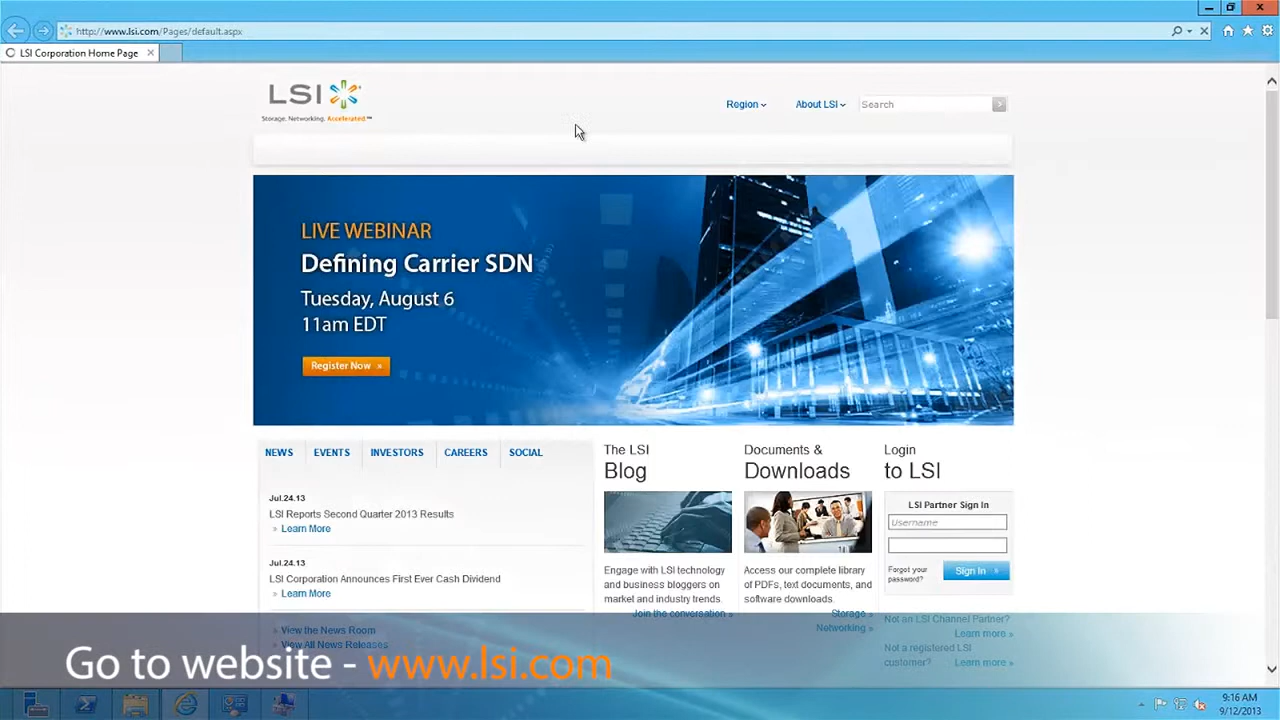 http://www.lsi.com/Pages/default.aspx
LSI Corporation Home Page
LSI
Storage. Networking. Accelerated.™
Region
About LSI
Search
LIVE WEBINAR
Defining Carrier SDN
Tuesday, August 6
11am EDT
Register Now »
NEWS EVENTS INVESTORS CAREERS SOCIAL
Jul.24.13
LSI Reports Second Quarter 2013 Results
» Learn More
Jul.24.13
LSI Corporation Announces First Ever Cash Dividend
» Learn More
» View the News Room
» View All News Releases
The LSI
Blog
Engage with LSI technology
and business bloggers on
market and industry trends.
Join the conversation »
Documents &
Downloads
Access our complete library
of PDFs, text documents, and
software downloads.
Storage »
Networking »
Login
to LSI
LSI Partner Sign In
Username
Forgot your
password?
Sign In »
Not an LSI Channel Partner?
Learn more »
Not a registered LSI
customer? Learn more »
Go to website - www.lsi.com
9:16 AM
9/12/2013